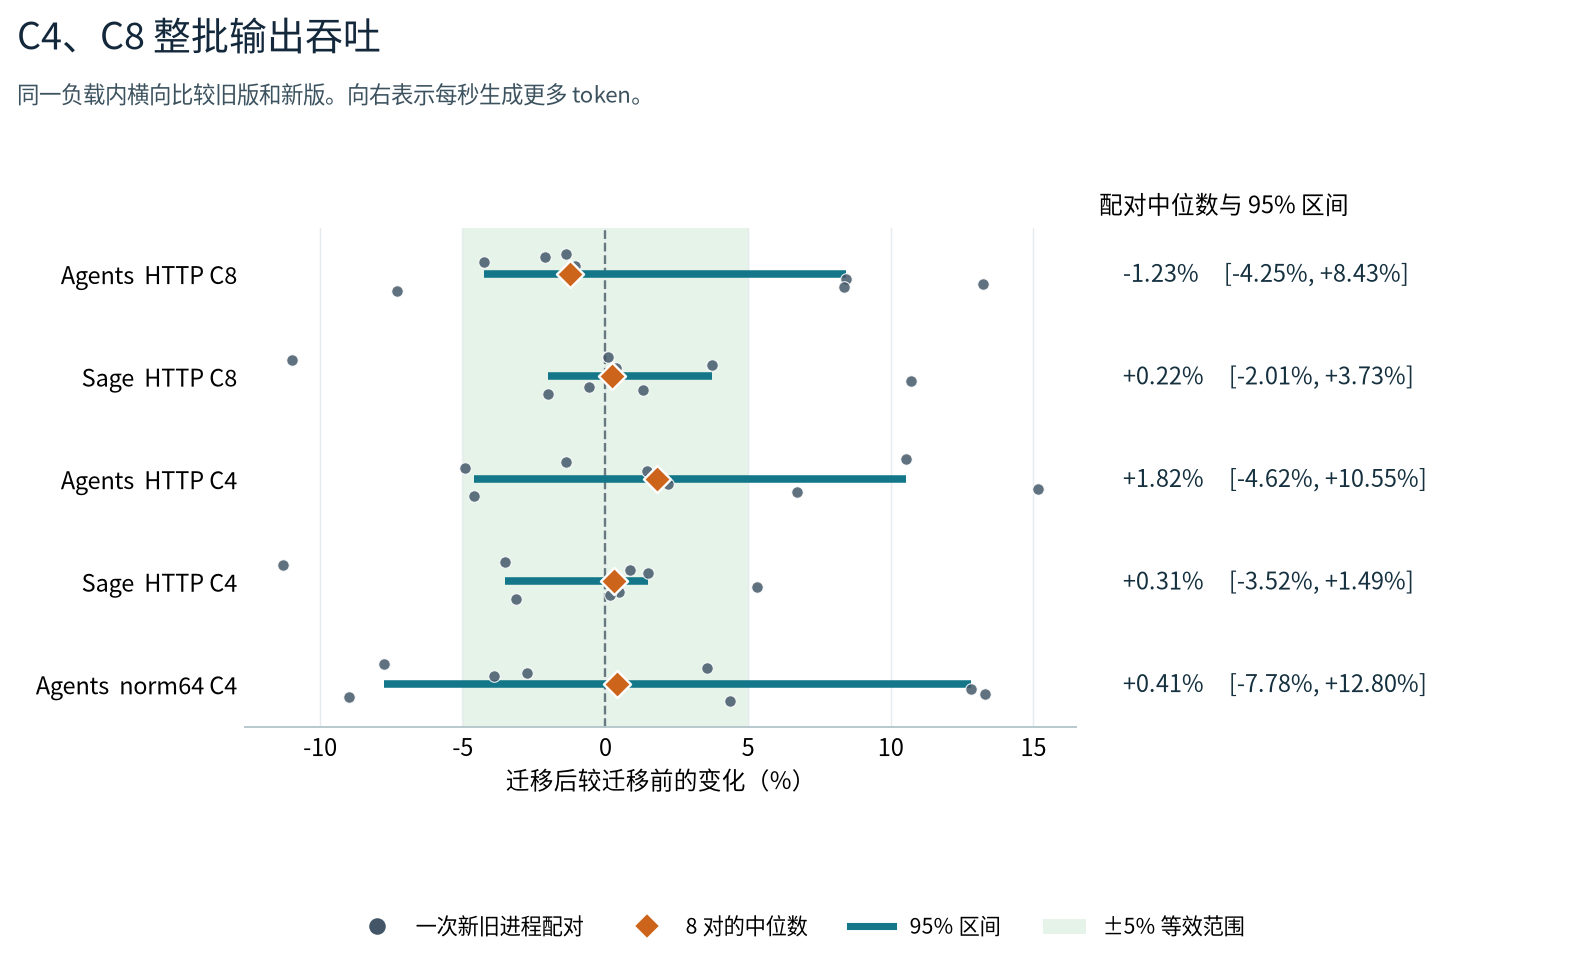 C4、C8 整批输出吞吐
同一负载内横向比较旧版和新版。向右表示每秒生成更多 token。
配对中位数与 95% 区间
Agents HTTP C8
-1.23% [-4.25%, +8.43%]
Sage HTTP C8
+0.22% [-2.01%, +3.73%]
Agents HTTP C4
+1.82% [-4.62%, +10.55%]
Sage HTTP C4
+0.31% [-3.52%, +1.49%]
Agents norm64 C4
+0.41% [-7.78%, +12.80%]
-10 -5 0 5 10 15
迁移后较迁移前的变化（%）
一次新旧进程配对 8 对的中位数 95% 区间 ±5% 等效范围